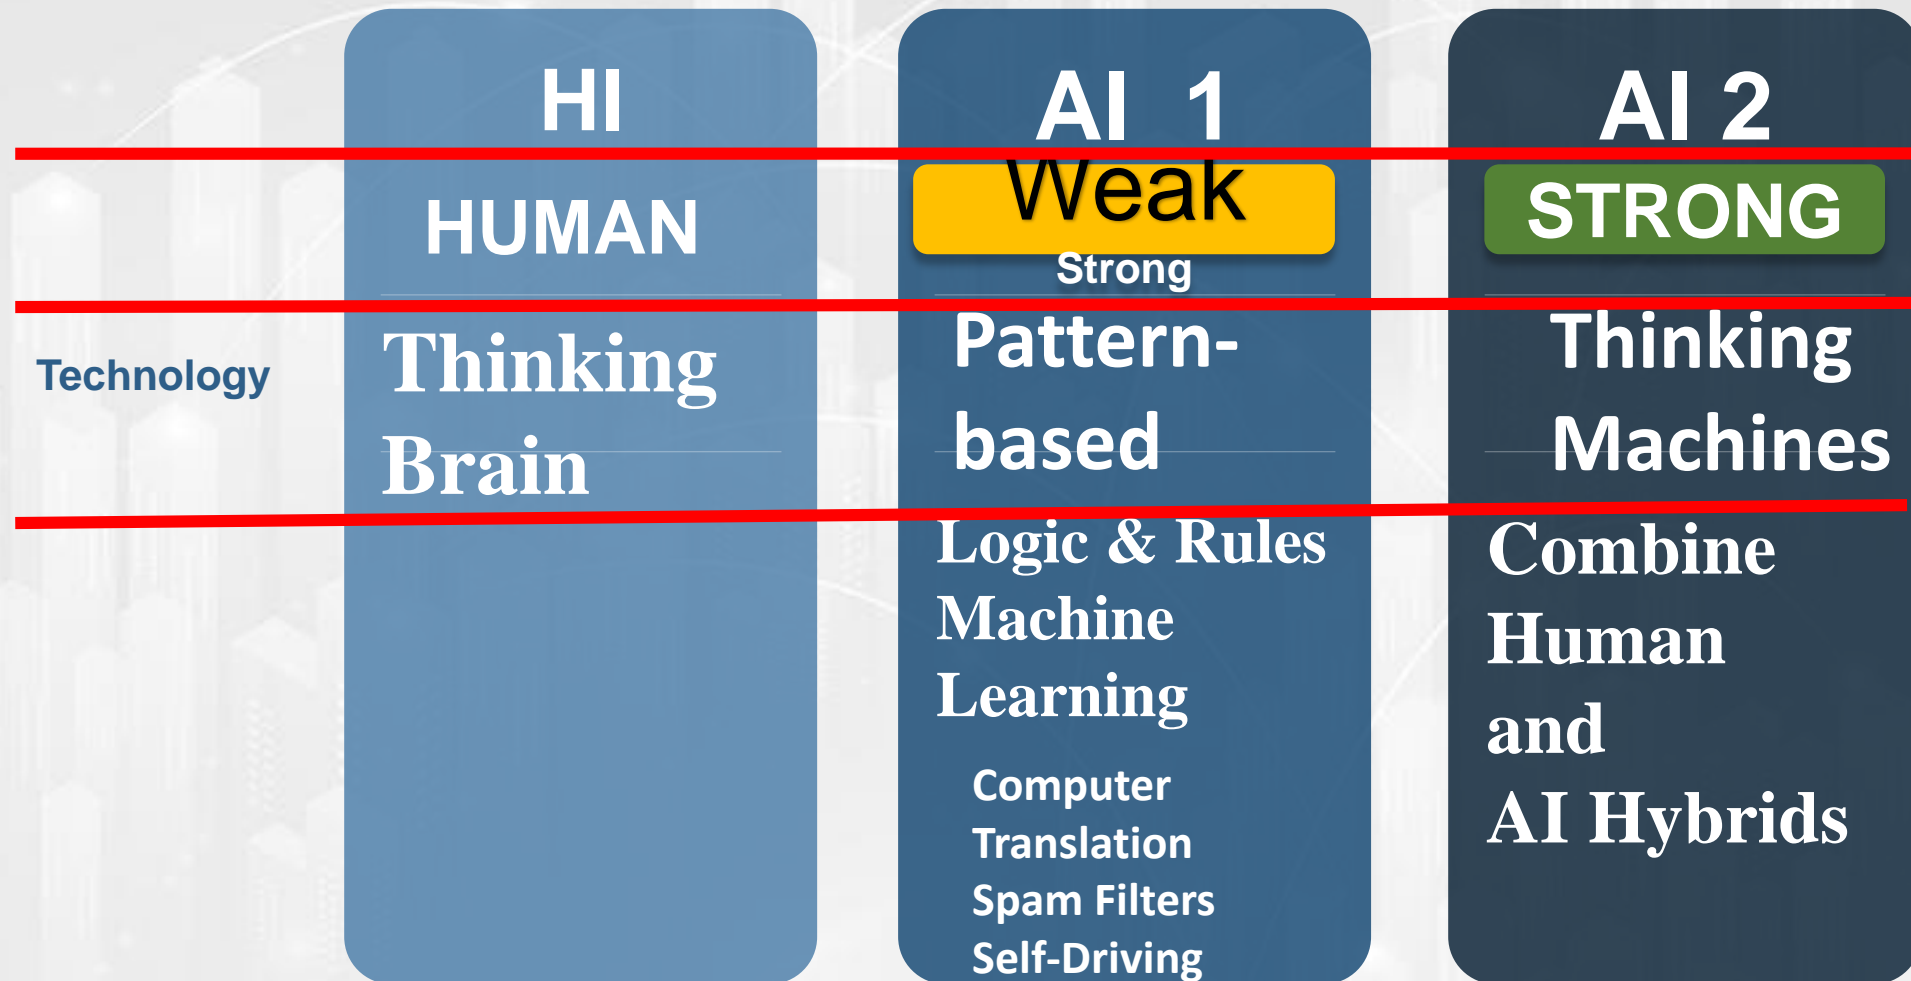 HI
AI 1
AI 2
HUMAN
Weak
Strong
STRONG
Technology
Thinking
Brain
Pattern-
based
Thinking
Machines
Logic & Rules
Machine
Learning
Computer
Translation
Spam Filters
Self-Driving
Combine
Human
and
AI Hybrids